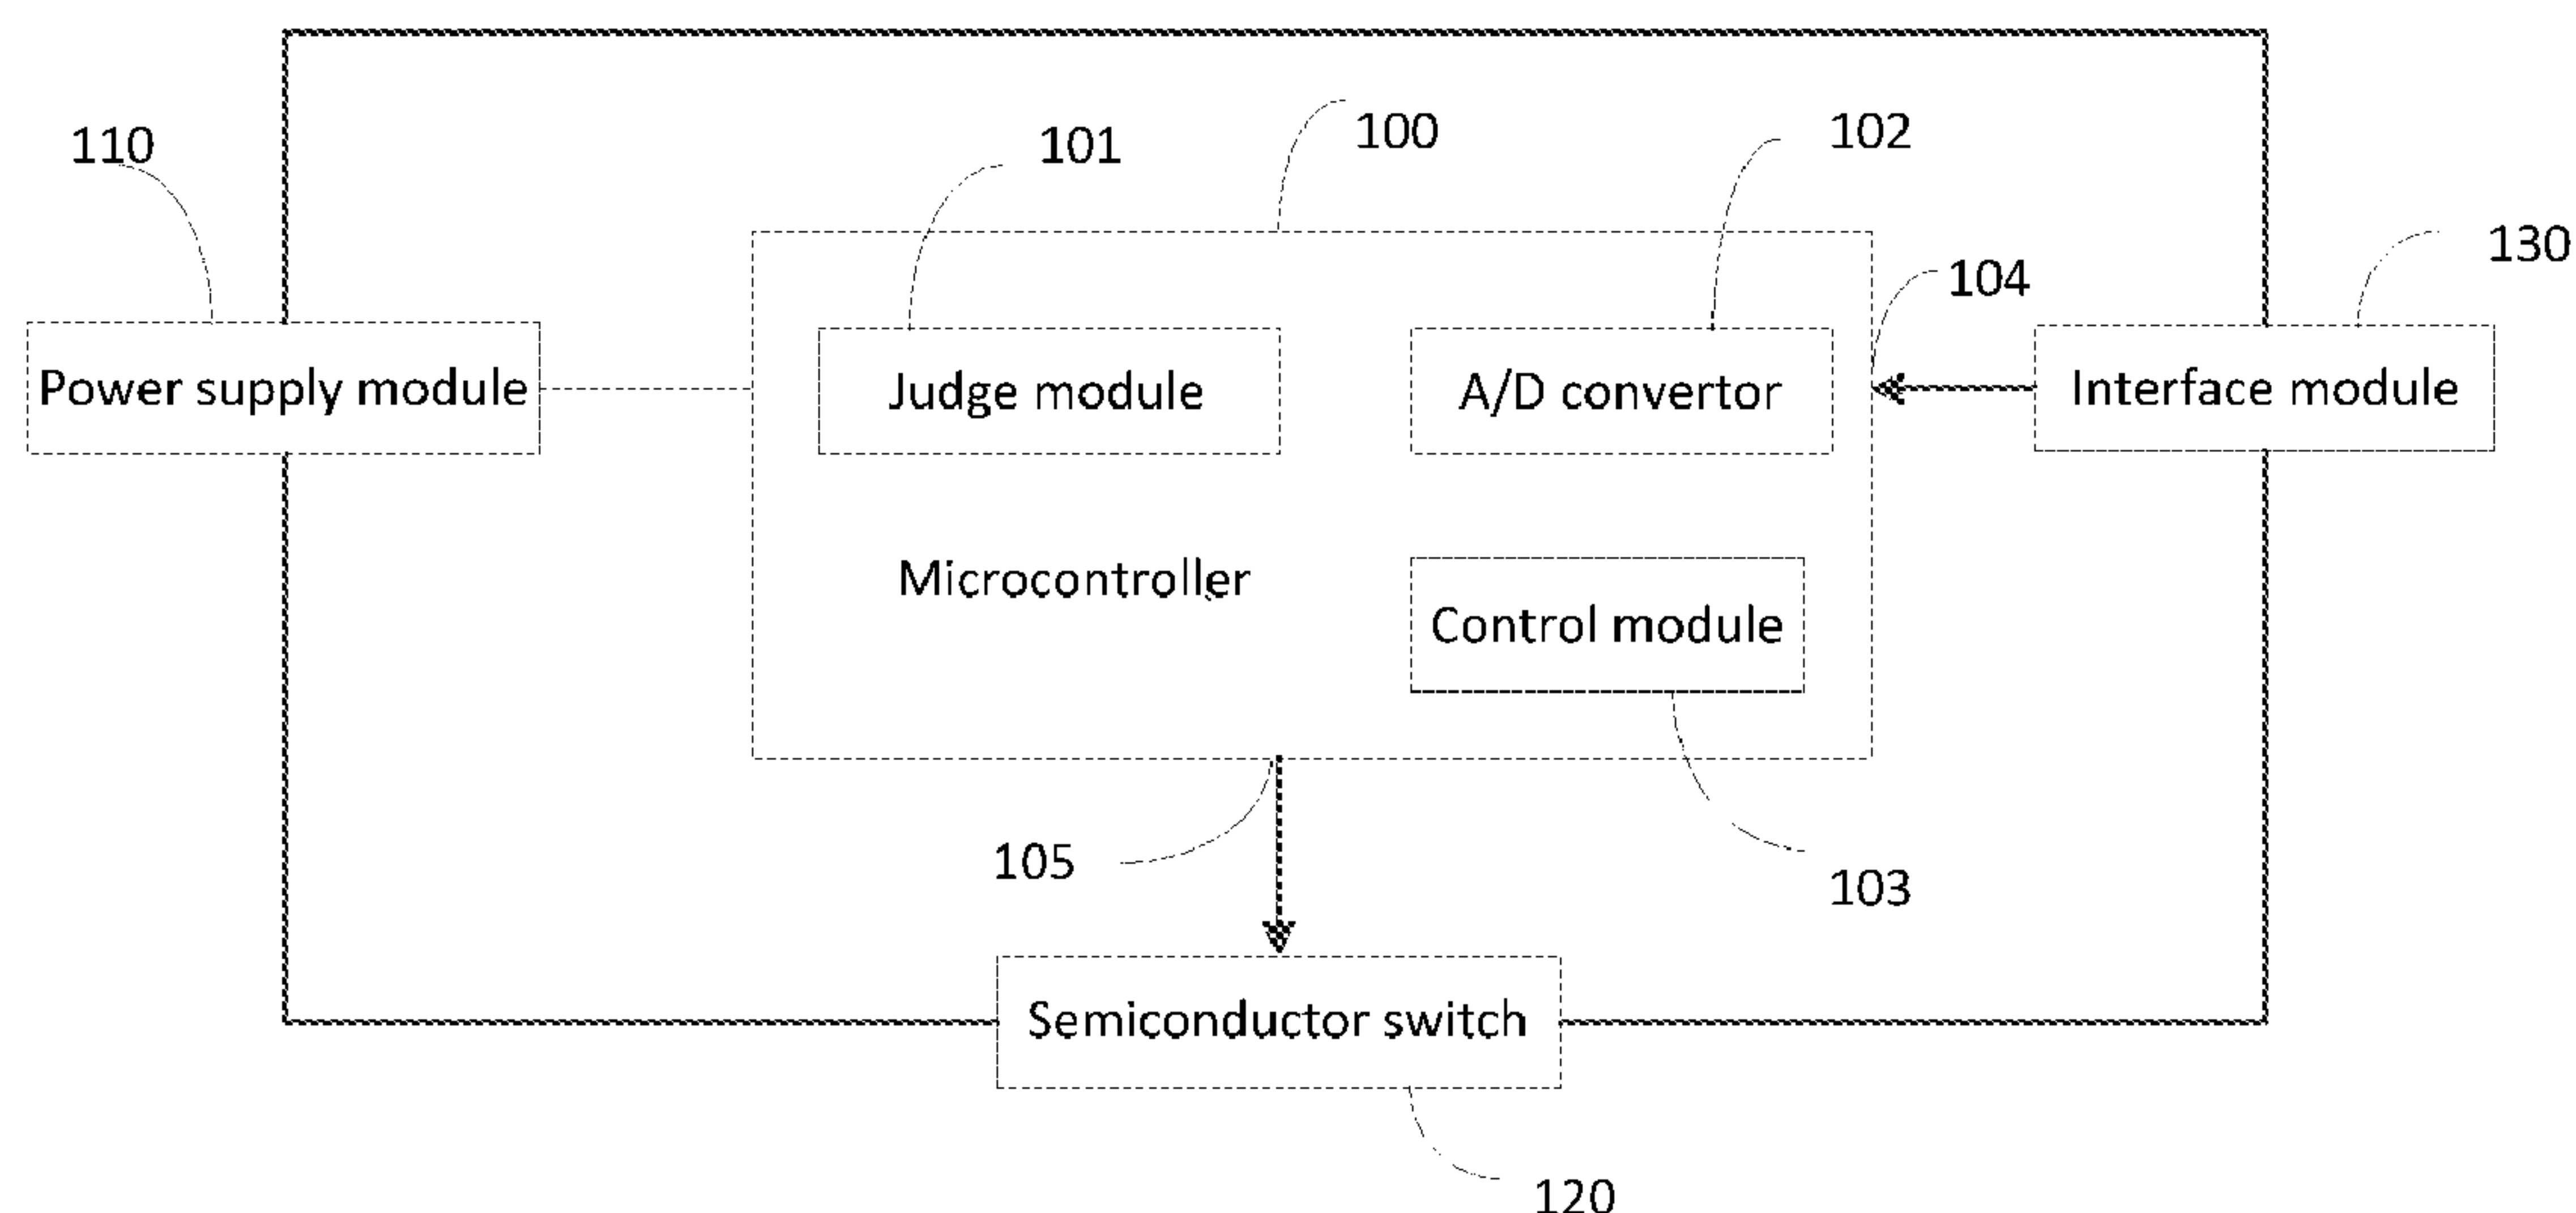 100
102
101
110
130
104
Power supply module
Judge module
A/D convertor
Interface module
Microcontroller
Control module
105
103
Semiconductor switch
120